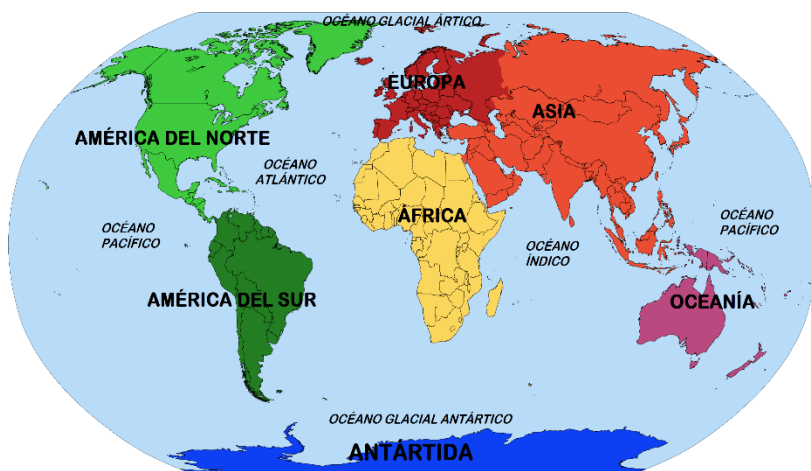 OCÉANO GLACIAL ÁRTICO
EUROPA
ASIA
AMÉRICA DEL NORTE
OCÉANO
ATLÁNTICO
ÁFRICA
OCÉANO
PACÍFICO
OCÉANO
ÍNDICO
OCÉANO
PACÍFICO
AMÉRICA DEL SUR
OCEANÍA
OCÉANO GLACIAL ANTÁRTICO
ANTÁRTIDA